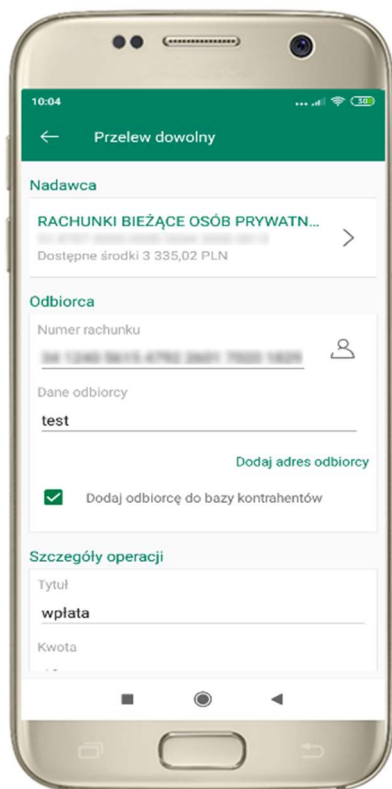 10:04
30
Przelew dowolny
Nadawca
RACHUNKI BIEŻĄCE OSÓB PRYWATN...
Dostępne środki 3 335,02 PLN
Odbiorca
Numer rachunku
Dane odbiorcy
test
Dodaj adres odbiorcy
Dodaj odbiorcę do bazy kontrahentów
Szczegóły operacji
Tytuł
wpłata
Kwota